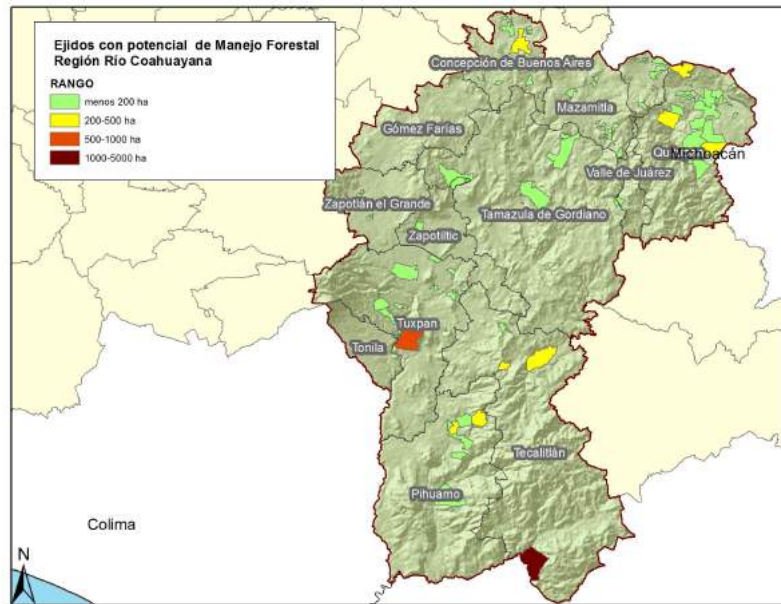 Ejidos con potencial de Manejo Forestal
Región Río Coahuayana
RANGO
menos 200 ha
200-500 ha
500-1000 ha
1000-5000 ha
Concepción de Buenos Aires
Mazamitla
Gómez Farías
Michoacán
Valle de Juárez
Zapotlán el Grande
Tamazula de Gordiano
Zapotiltic
Tuxpan
Tonila
Tecalitlán
Pihuamo
Colima
N